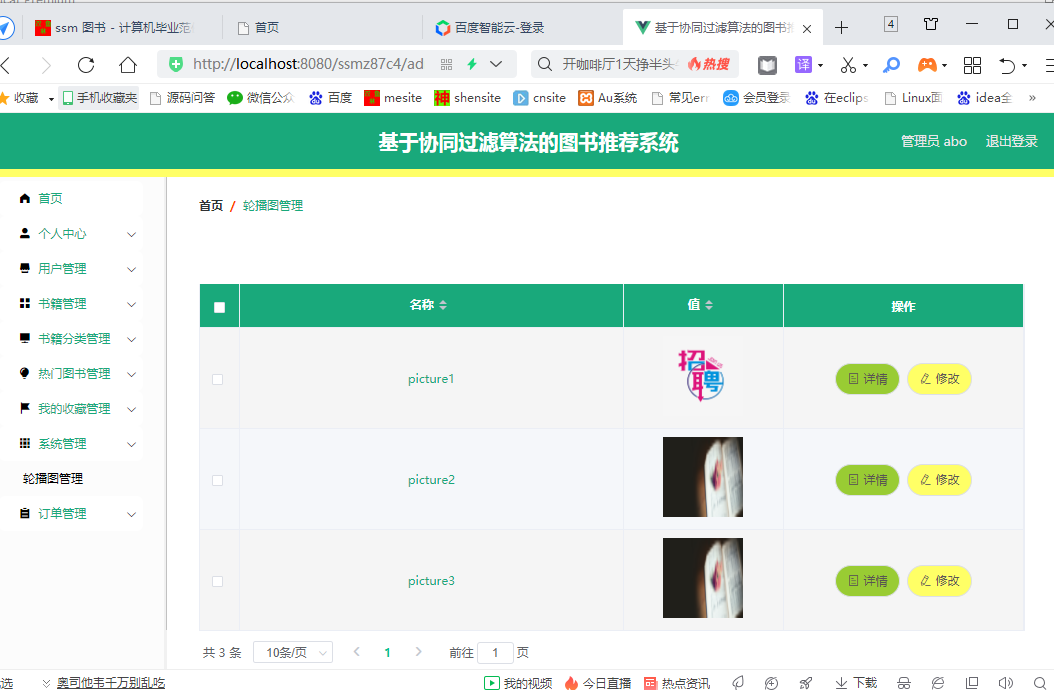 ssm 图书 - 计算机毕业范 首页 百度智能云-登录 基于协同过滤算法的图书推 4
http://localhost:8080/ssmz87c4/ad 开咖啡厅1天挣半头 热搜 译
收藏 手机收藏夹 源码问答 微信公众 百度 mesite 神 shensite cnsite Au系统 常见err 会员登录 在eclips Linux面 idea全 »
基于协同过滤算法的图书推荐系统 管理员 abo 退出登录
首页
个人中心
用户管理
书籍管理
书籍分类管理
热门图书管理
我的收藏管理
系统管理
轮播图管理
订单管理
首页 / 轮播图管理
名称 值 操作
picture1 招聘 详情 修改
picture2 详情 修改
picture3 详情 修改
共 3 条 10条/页 1 前往 1 页
选 奥司他韦千万别乱吃 我的视频 今日直播 热点资讯 下载